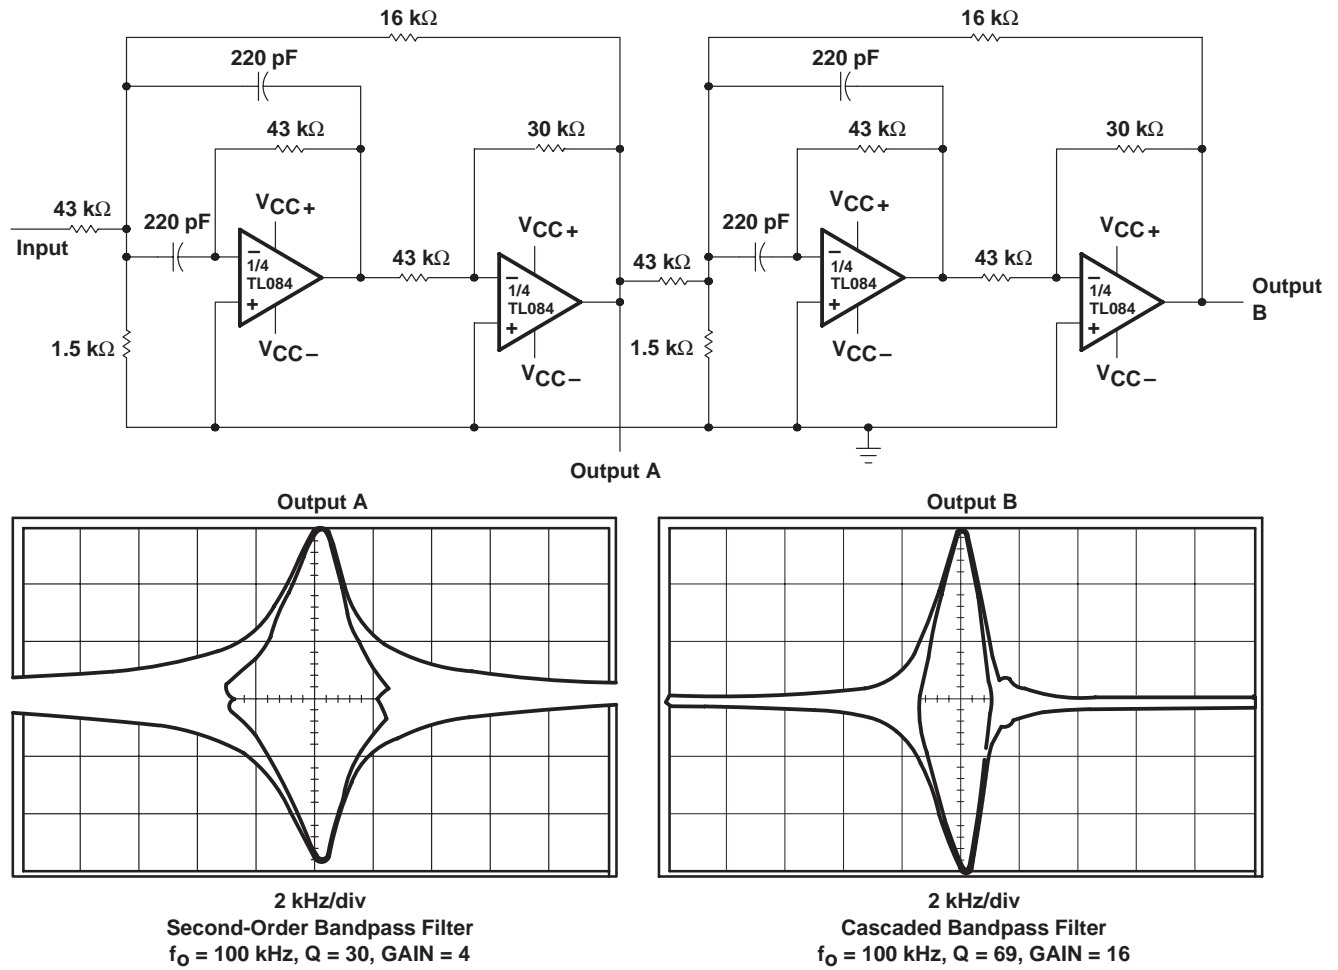 16 kΩ
16 kΩ
220 pF
220 pF
43 kΩ
30 kΩ
43 kΩ
30 kΩ
43 kΩ
Input
220 pF
VCC+
−
1/4
TL084
+
VCC−
43 kΩ
VCC+
−
1/4
TL084
+
VCC−
1.5 kΩ
43 kΩ
220 pF
VCC+
−
1/4
TL084
+
VCC−
43 kΩ
VCC+
−
1/4
TL084
+
VCC−
1.5 kΩ
Output
B
Output A
Output A
2 kHz/div
Second-Order Bandpass Filter
fo = 100 kHz, Q = 30, GAIN = 4
Output B
2 kHz/div
Cascaded Bandpass Filter
fo = 100 kHz, Q = 69, GAIN = 16